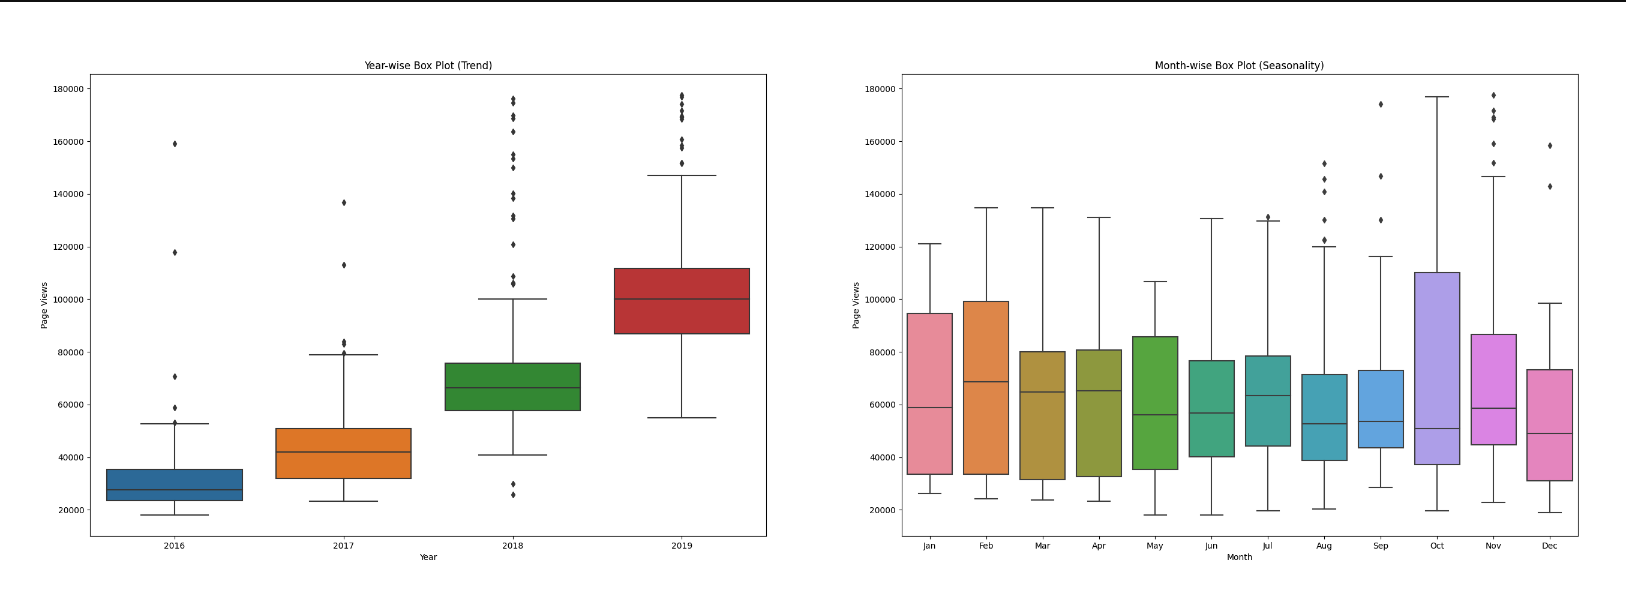 Year-wise Box Plot (Trend)
180000
160000
140000
120000
100000
80000
60000
40000
20000
Page Views
2016 2017 2018 2019
Year
Month-wise Box Plot (Seasonality)
180000
160000
140000
120000
100000
80000
60000
40000
20000
Page Views
Jan Feb Mar Apr May Jun Jul Aug Sep Oct Nov Dec
Month